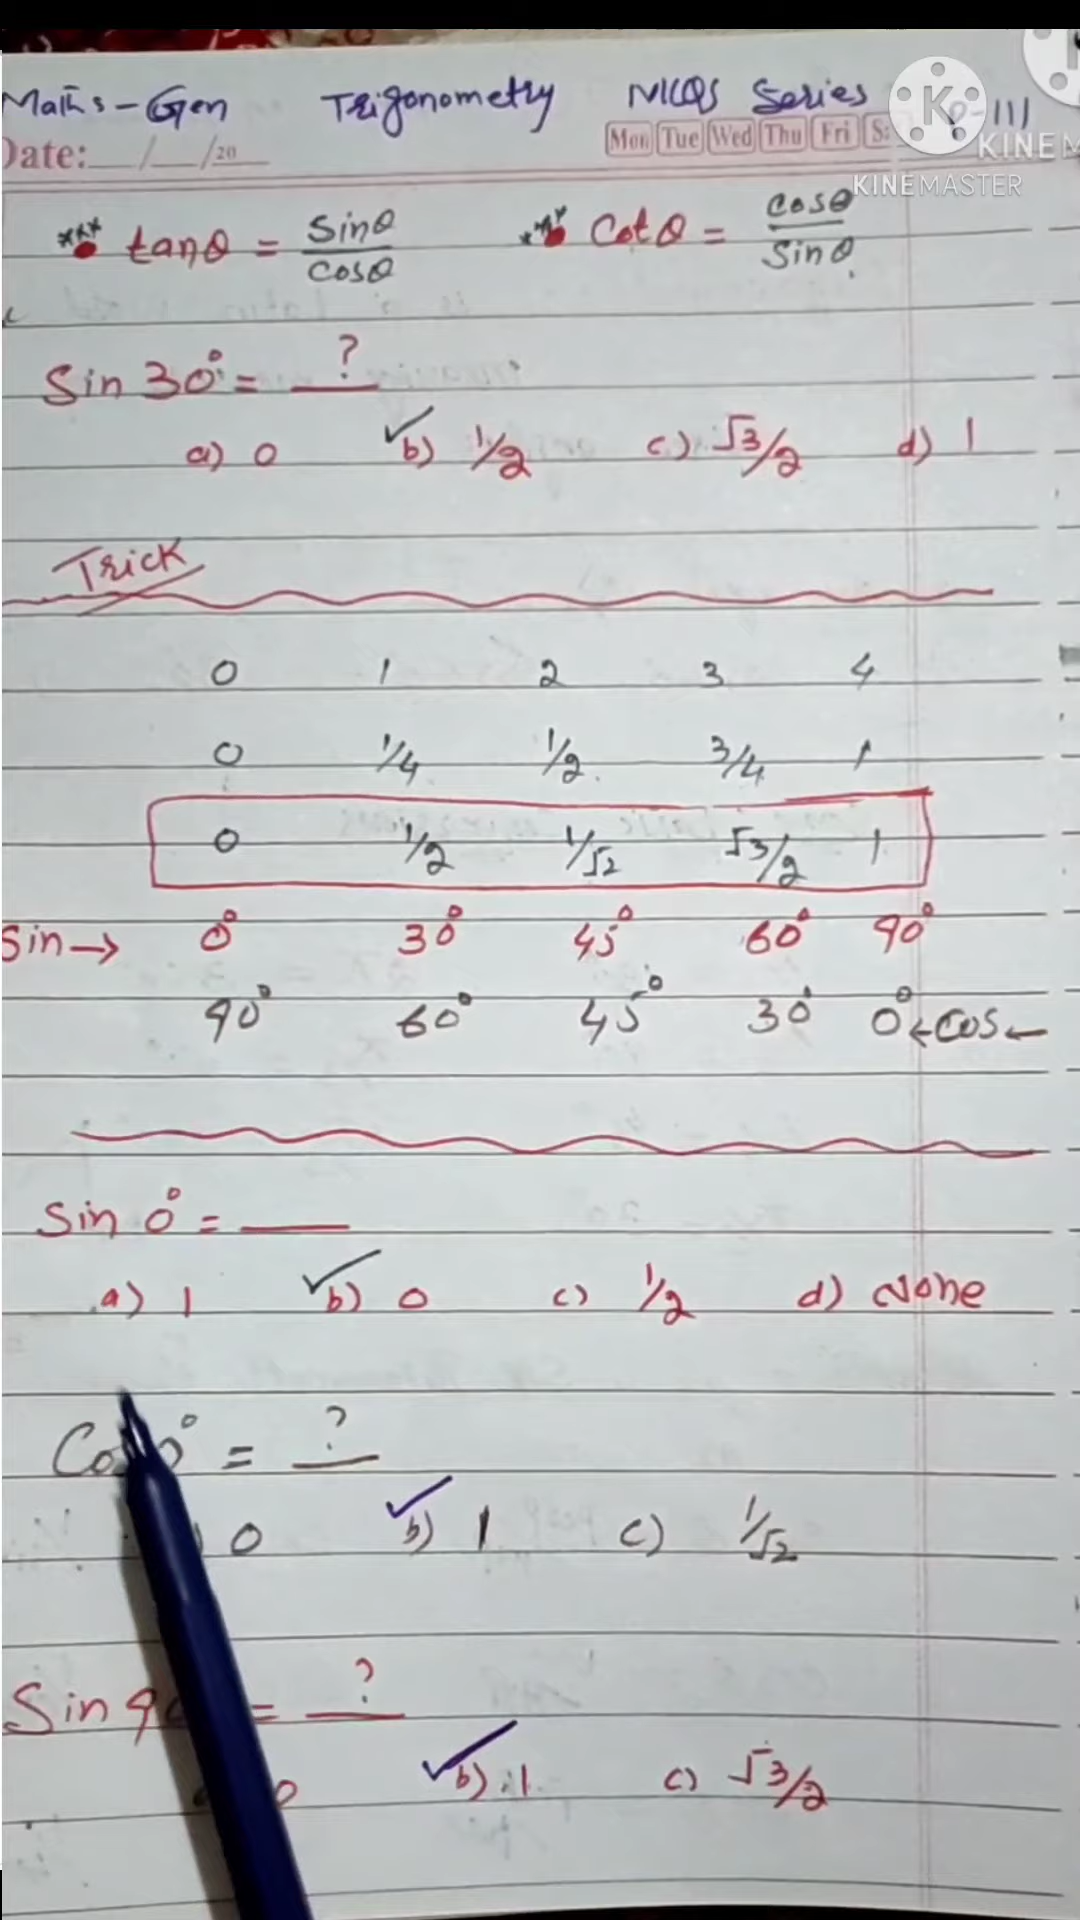 Maths-Gen Trigonometry MCQS Series P-111
Date: / /20 Mon Tue Wed Thu Fri
KINEM
KINEMASTER
*** tanθ = Sinθ/Cosθ *** Cotθ = Cosθ/Sinθ
Sin 30° = ?
a) 0 b) 1/2 c) √3/2 d) 1
Trick
0 1 2 3 4
0 1/4 1/2 3/4 1
0 1/2 1/√2 √3/2 1
Sin→ 0° 30° 45° 60° 90°
90° 60° 45° 30° 0° ←Cos←
Sin 0° =
a) 1 b) 0 c) 1/2 d) None
= ?
0 b) 1 c) 1/√2
Sin = ?
0 b) 1 c) √3/2